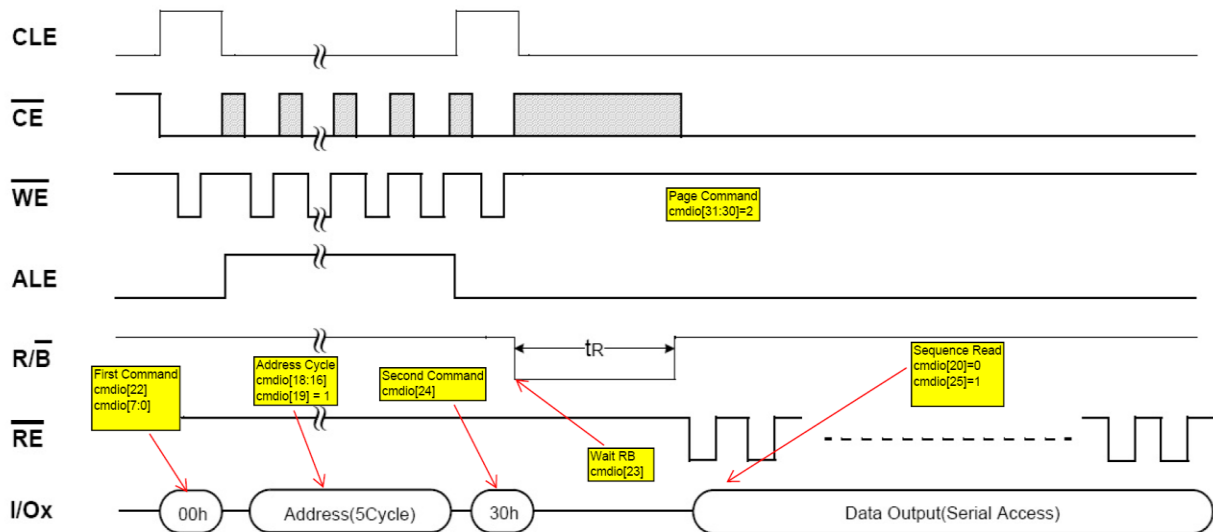 CLE
CE
WE
Page Command
cmdio[31:30]=2
ALE
R/B
tR
First Command
cmdio[22]
cmdio[7:0]
Address Cycle
cmdio[18:16]
cmdio[19] = 1
Second Command
cmdio[24]
Sequence Read
cmdio[20]=0
cmdio[25]=1
RE
Wait RB
cmdio[23]
I/Ox
00h
Address(5Cycle)
30h
Data Output(Serial Access)